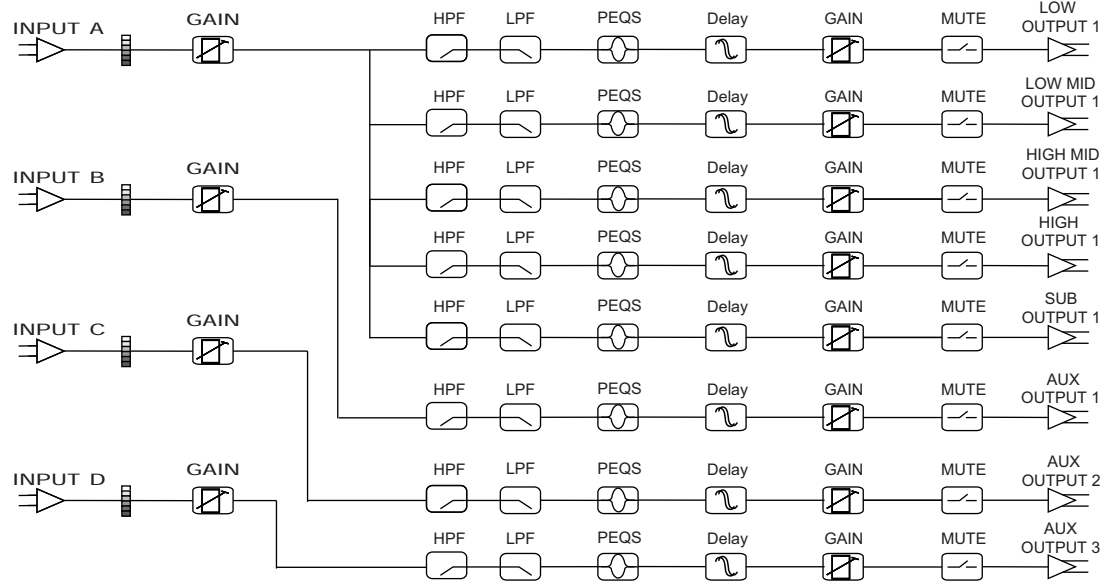 INPUT A GAIN HPF LPF PEQS Delay GAIN MUTE LOW
OUTPUT 1
HPF LPF PEQS Delay GAIN MUTE LOW MID
OUTPUT 1
INPUT B GAIN HPF LPF PEQS Delay GAIN MUTE HIGH MID
OUTPUT 1
HPF LPF PEQS Delay GAIN MUTE HIGH
OUTPUT 1
INPUT C GAIN HPF LPF PEQS Delay GAIN MUTE SUB
OUTPUT 1
HPF LPF PEQS Delay GAIN MUTE AUX
OUTPUT 1
INPUT D GAIN HPF LPF PEQS Delay GAIN MUTE AUX
OUTPUT 2
HPF LPF PEQS Delay GAIN MUTE AUX
OUTPUT 3